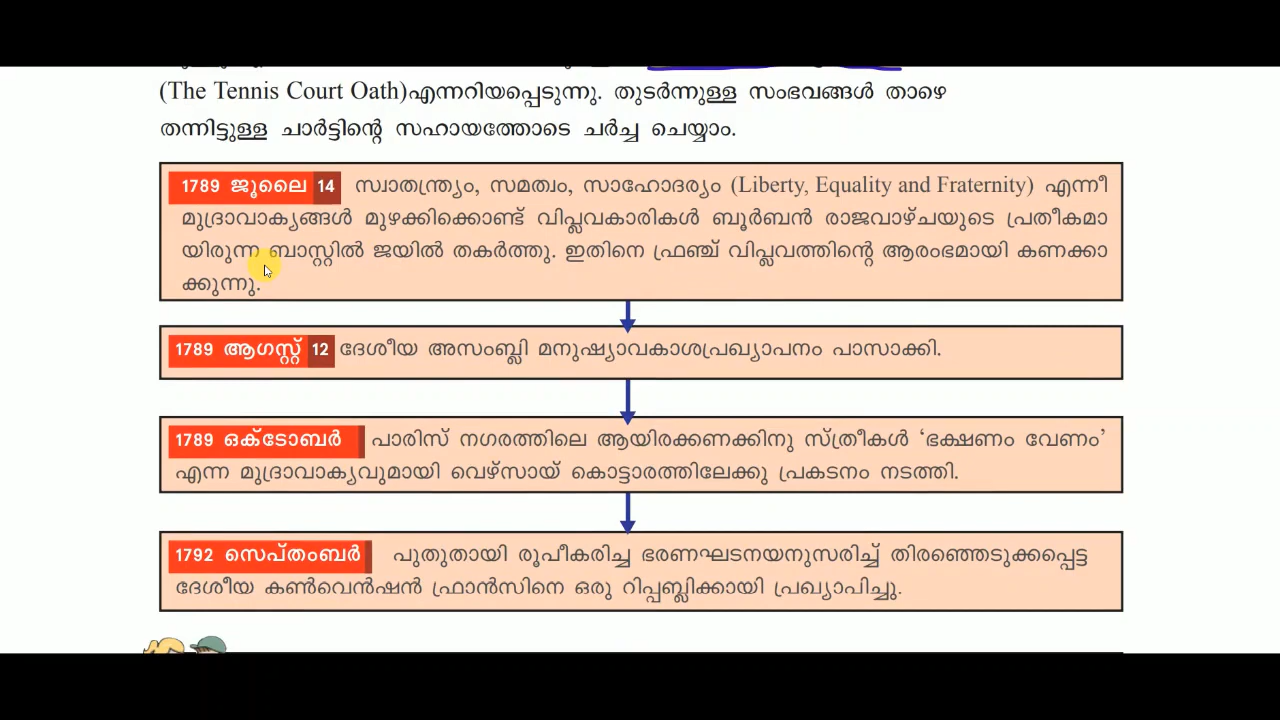 (The Tennis Court Oath)എന്നറിയപ്പെടുന്നു. തുടർന്നുള്ള സംഭവങ്ങൾ താഴെ
തന്നിട്ടുള്ള ചാർട്ടിന്റെ സഹായത്തോടെ ചർച്ച ചെയ്യാം.
1789 ജൂലൈ 14 സ്വാതന്ത്ര്യം, സമത്വം, സാഹോദര്യം (Liberty, Equality and Fraternity) എന്നീ
മുദ്രാവാക്യങ്ങൾ മുഴക്കിക്കൊണ്ട് വിപ്ലവകാരികൾ ബൂർബൻ രാജവാഴ്ചയുടെ പ്രതീകമാ
യിരുന്ന ബാസ്റ്റിൽ ജയിൽ തകർത്തു. ഇതിനെ ഫ്രഞ്ച് വിപ്ലവത്തിന്റെ ആരംഭമായി കണക്കാ
ക്കുന്നു.
1789 ആഗസ്റ്റ് 12 ദേശീയ അസംബ്ലി മനുഷ്യാവകാശപ്രഖ്യാപനം പാസാക്കി.
1789 ഒക്ടോബർ പാരിസ് നഗരത്തിലെ ആയിരക്കണക്കിനു സ്ത്രീകൾ ‘ഭക്ഷണം വേണം’
എന്ന മുദ്രാവാക്യവുമായി വെഴ്സായ് കൊട്ടാരത്തിലേക്കു പ്രകടനം നടത്തി.
1792 സെപ്തംബർ പുതുതായി രൂപീകരിച്ച ഭരണഘടനയനുസരിച്ച് തിരഞ്ഞെടുക്കപ്പെട്ട
ദേശീയ കൺവെൻഷൻ ഫ്രാൻസിനെ ഒരു റിപ്പബ്ലിക്കായി പ്രഖ്യാപിച്ചു.